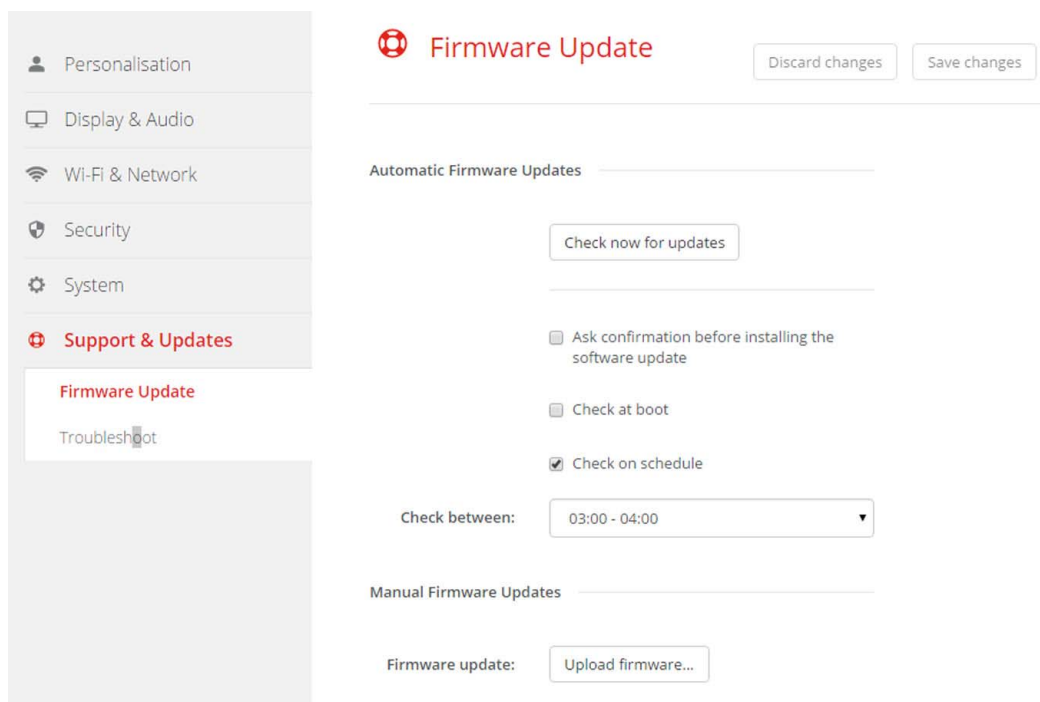 Personalisation
Display & Audio
Wi-Fi & Network
Security
System
Support & Updates
Firmware Update
Troubleshoot
Firmware Update
Discard changes
Save changes
Automatic Firmware Updates
Check now for updates
Ask confirmation before installing the
software update
Check at boot
Check on schedule
Check between:
03:00 - 04:00
Manual Firmware Updates
Firmware update:
Upload firmware...